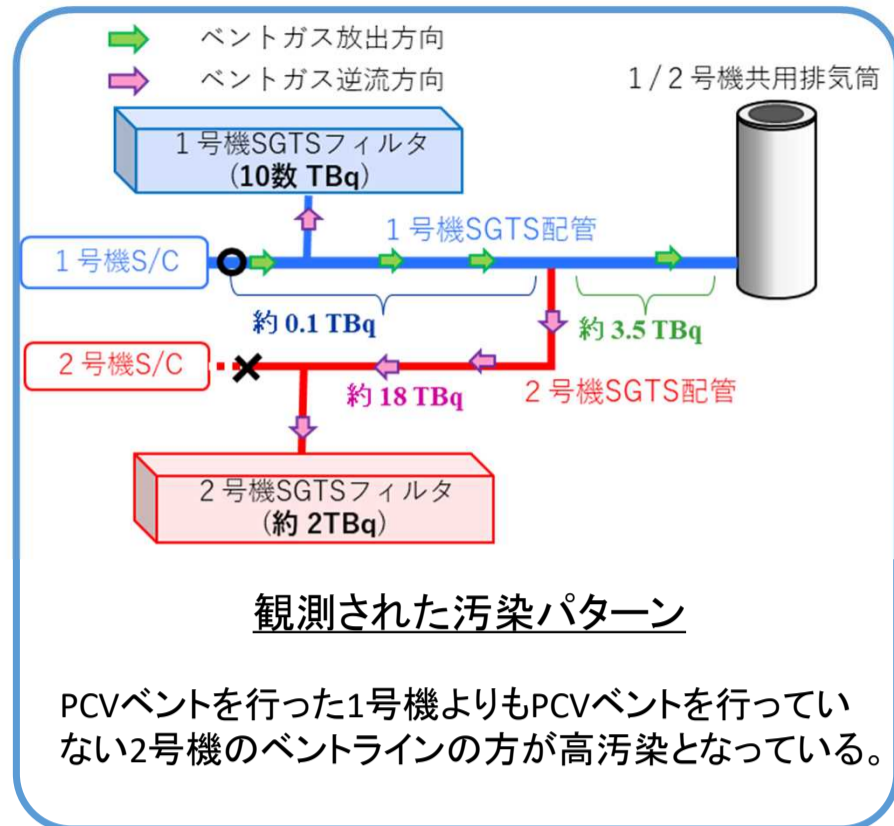 ベントガス放出方向
ベントガス逆流方向
1/2号機共用排気筒
1号機SGTSフィルタ
(10数 TBq)
1号機SGTS配管
1号機S/C
約 0.1 TBq
約 3.5 TBq
2号機S/C
約 18 TBq
2号機SGTS配管
2号機SGTSフィルタ
(約 2TBq)
観測された汚染パターン
PCVベントを行った1号機よりもPCVベントを行ってい
ない2号機のベントラインの方が高汚染となっている。